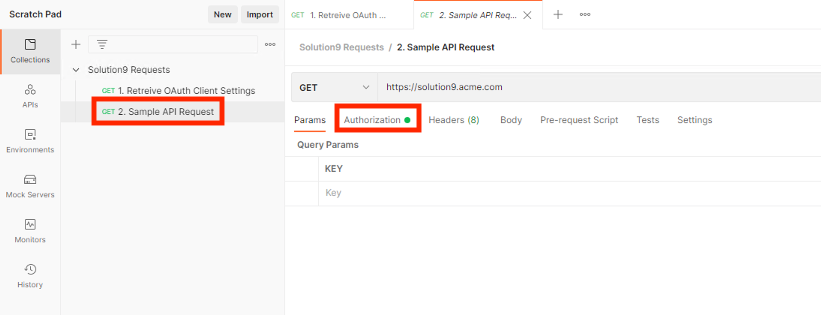 Scratch Pad
New
Import
Collections
APIs
Environments
Mock Servers
Monitors
History
Solution9 Requests
GET 1. Retreive OAuth Client Settings
GET 2. Sample API Request
GET 1. Retreive OAuth ...
GET 2. Sample API Req...
Solution9 Requests / 2. Sample API Request
GET
https://solution9.acme.com
Params
Authorization
Headers (8)
Body
Pre-request Script
Tests
Settings
Query Params
KEY
Key